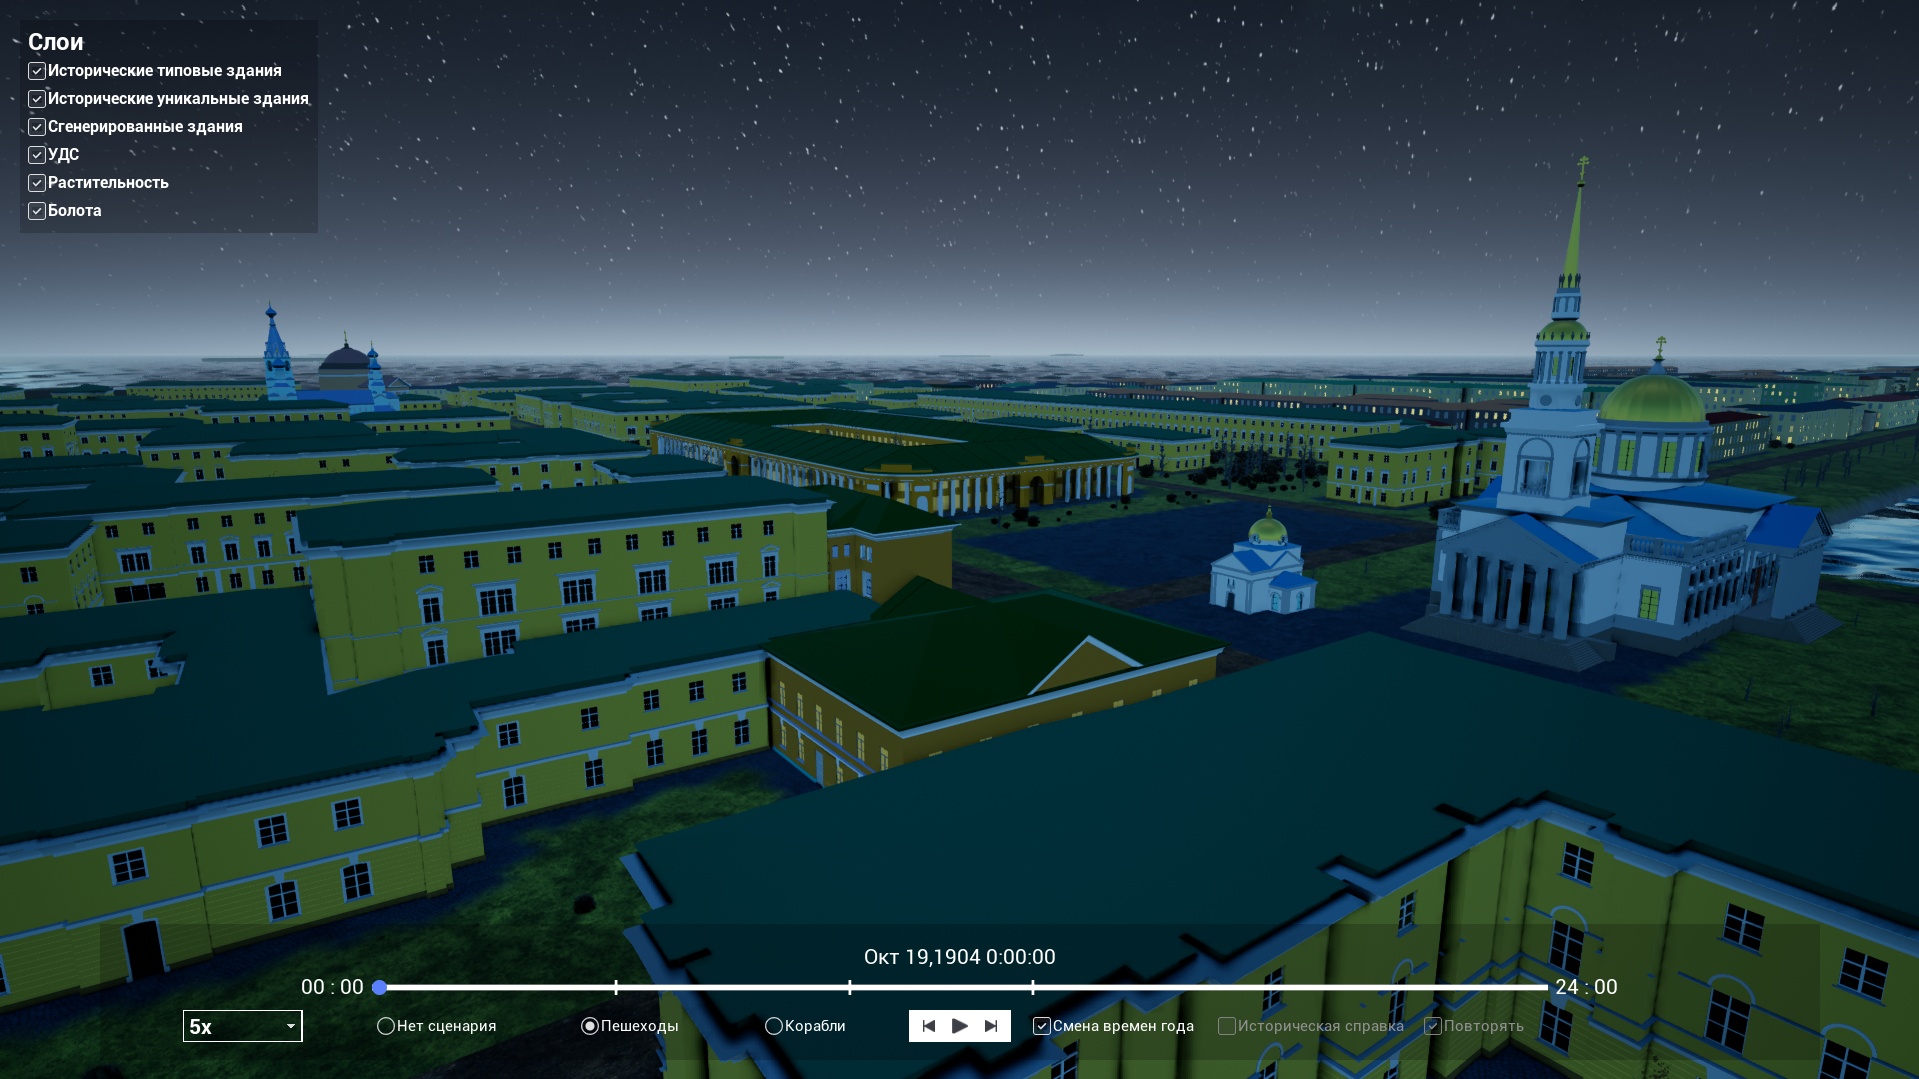 Слои
Исторические типовые здания
Исторические уникальные здания
Сгенерированные здания
УДС
Растительность
Болота
Окт 19,1904 0:00:00
00 : 00
24 : 00
5x
Нет сценария
Пешеходы
Корабли
Смена времен года
Историческая справка
Повторять